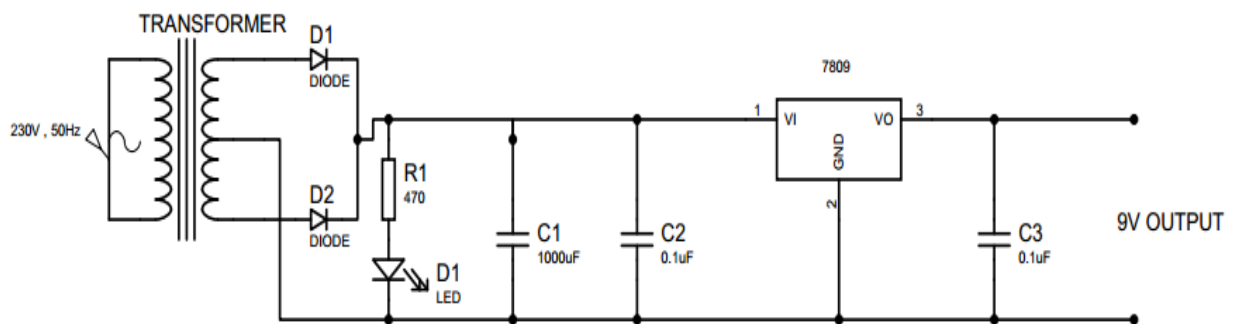 TRANSFORMER
D1
DIODE
7809
230V , 50Hz
1
VI
VO
3
GND
2
R1
470
D2
DIODE
C1
1000uF
C2
0.1uF
C3
0.1uF
9V OUTPUT
D1
LED